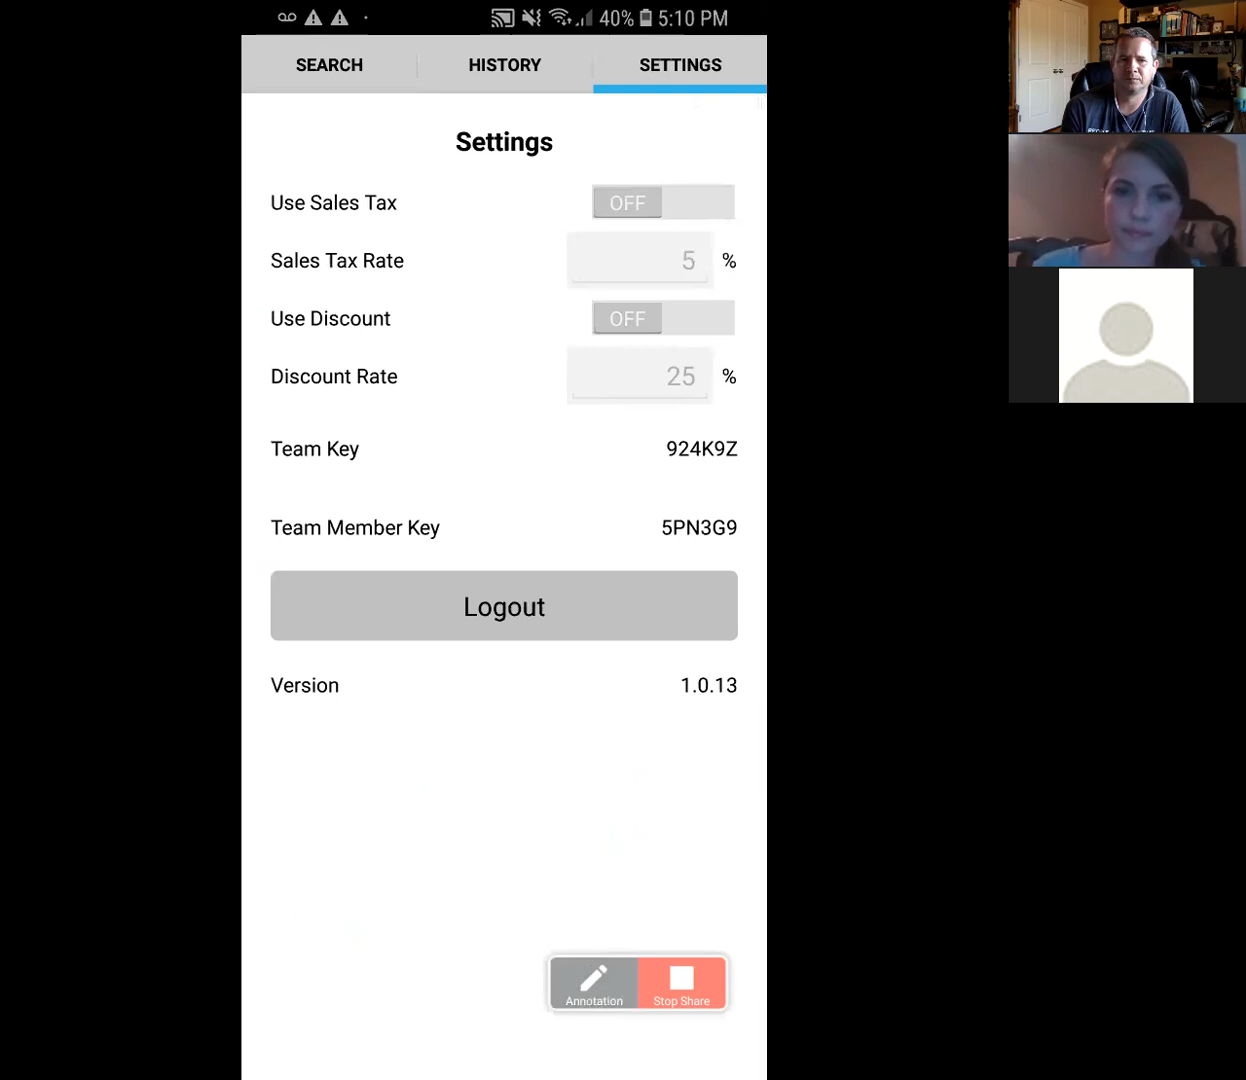 40% 5:10 PM
SEARCH HISTORY SETTINGS
Settings
Use Sales Tax OFF
Sales Tax Rate 5 %
Use Discount OFF
Discount Rate 25 %
Team Key 924K9Z
Team Member Key 5PN3G9
Logout
Version 1.0.13
Annotation Stop Share